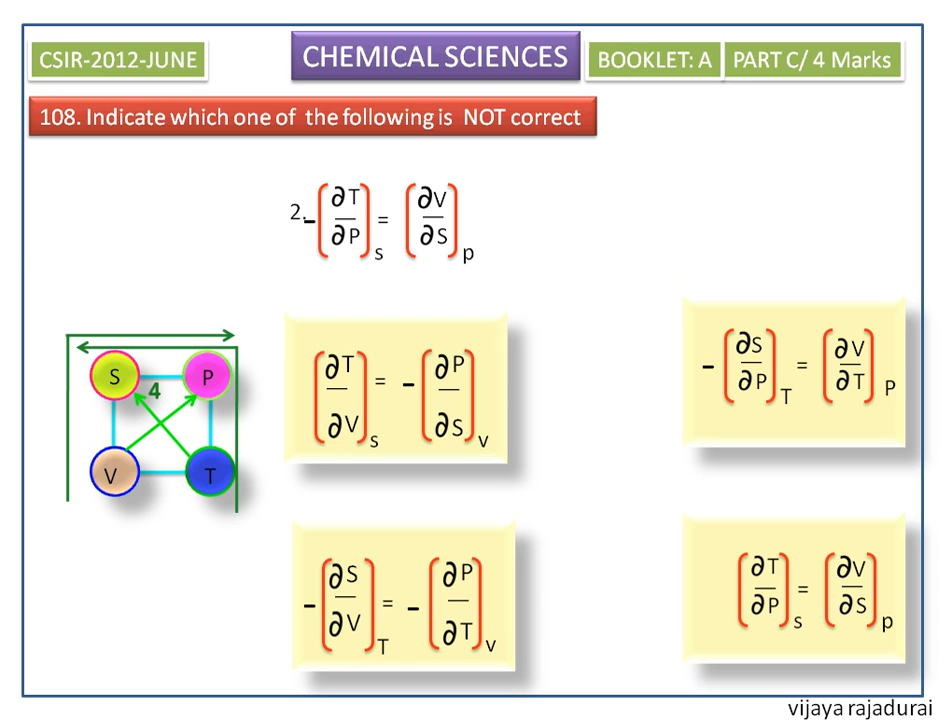 CSIR-2012-JUNE CHEMICAL SCIENCES BOOKLET: A PART C/ 4 Marks
108. Indicate which one of the following is NOT correct
2. -(∂T/∂P)s = (∂V/∂S)p
(∂T/∂V)s = -(∂P/∂S)v
-(∂S/∂P)T = (∂V/∂T)P
S P
4
V T
-(∂S/∂V)T = -(∂P/∂T)v
(∂T/∂P)s = (∂V/∂S)p
vijaya rajadurai